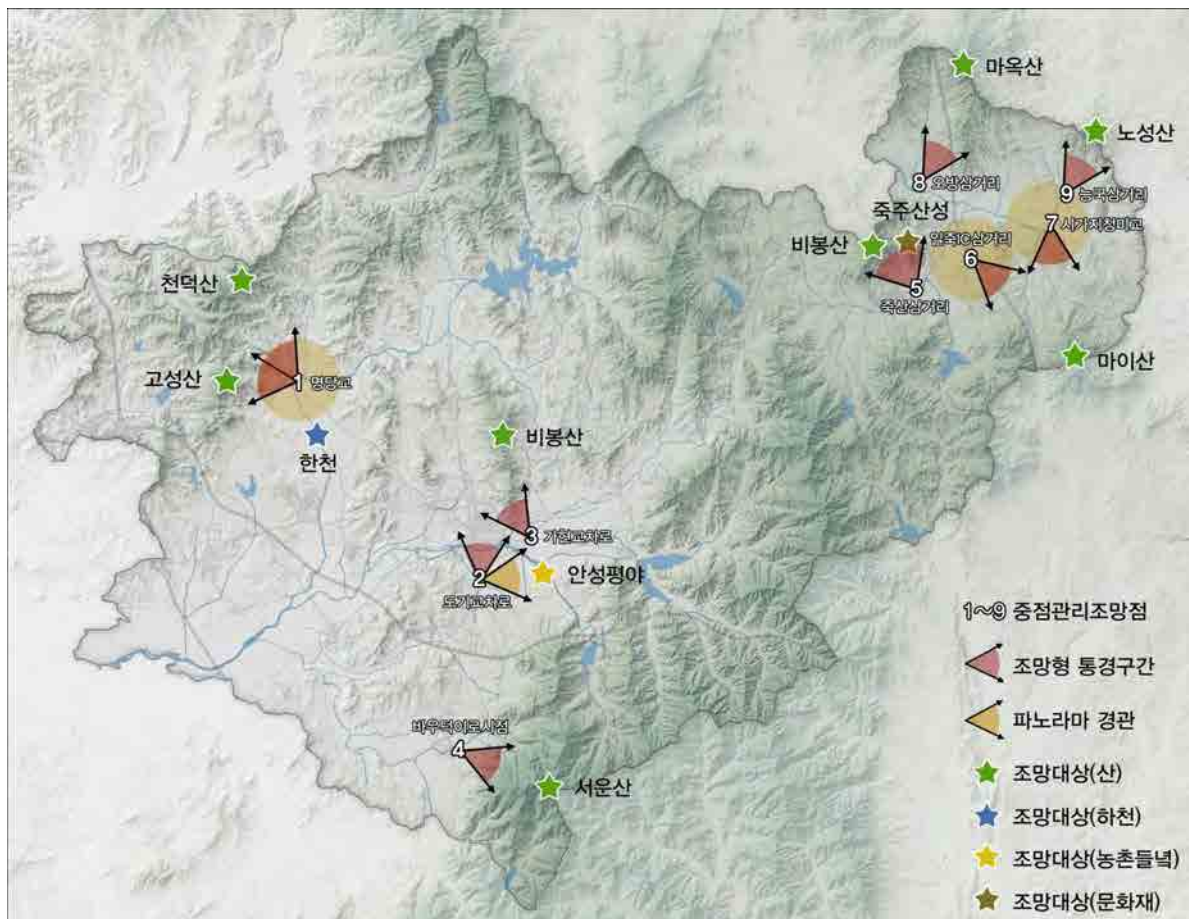 마옥산
노성산
8 오방삼거리
9 능국삼거리
죽주산성
7 시가지청미교
일죽IC삼거리
비봉산
6
천덕산
5
죽산삼거리
마이산
고성산
1 명당교
한천
비봉산
3 가현교차로
2
안성평야
도기교차로
1~9 중점관리조망점
조망형 통경구간
바우덕이로시점
4
파노라마 경관
서운산
조망대상(산)
조망대상(하천)
조망대상(농촌들녘)
조망대상(문화재)